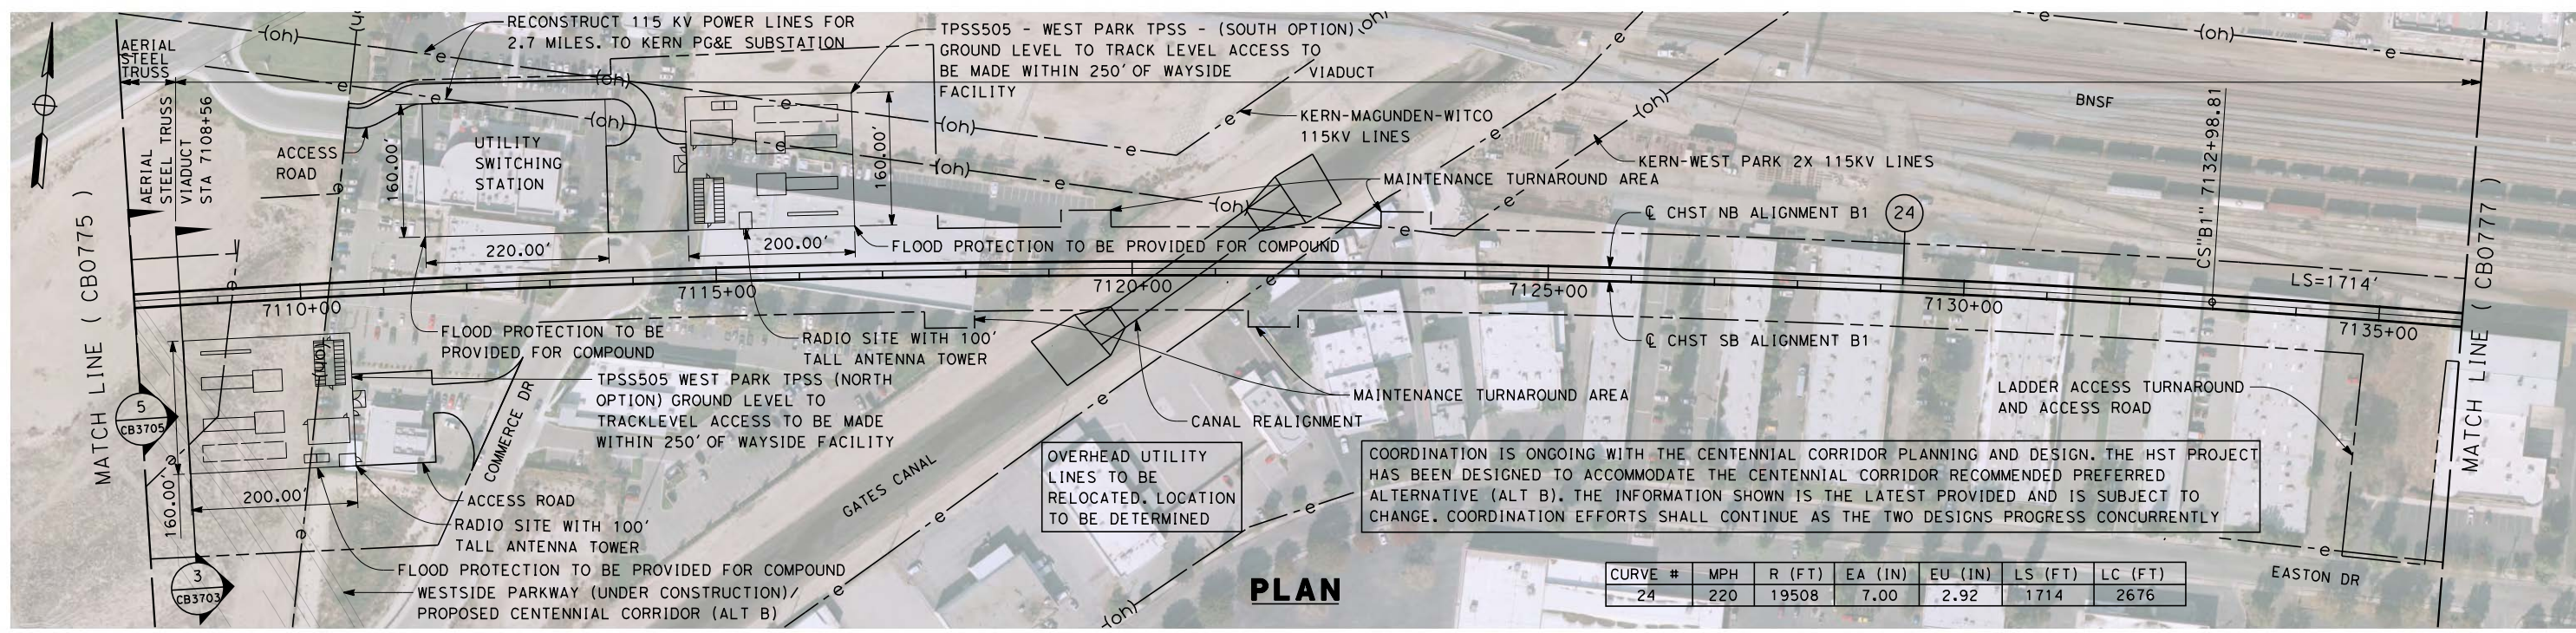 RECONSTRUCT 115 KV POWER LINES FOR
2.7 MILES. TO KERN PG&E SUBSTATION
TPSS505 - WEST PARK TPSS - (SOUTH OPTION)
GROUND LEVEL TO TRACK LEVEL ACCESS TO
BE MADE WITHIN 250' OF WAYSIDE
FACILITY
VIADUCT
AERIAL
STEEL
TRUSS
AERIAL
STEEL TRUSS
VIADUCT
STA 7108+56
MATCH LINE ( CB0775 )
ACCESS
ROAD
160.00'
UTILITY
SWITCHING
STATION
220.00'
160.00'
200.00'
KERN-MAGUNDEN-WITCO
115KV LINES
BNSF
KERN-WEST PARK 2X 115KV LINES
MAINTENANCE TURNAROUND AREA
℄ CHST NB ALIGNMENT B1
24
CS"B1" 7132+98.81
LS=1714'
MATCH LINE ( CB0777 )
FLOOD PROTECTION TO BE PROVIDED FOR COMPOUND
7110+00
7115+00
7120+00
7125+00
7130+00
7135+00
FLOOD PROTECTION TO BE
PROVIDED FOR COMPOUND
RADIO SITE WITH 100'
TALL ANTENNA TOWER
℄ CHST SB ALIGNMENT B1
TPSS505 WEST PARK TPSS (NORTH
OPTION) GROUND LEVEL TO
TRACKLEVEL ACCESS TO BE MADE
WITHIN 250' OF WAYSIDE FACILITY
MAINTENANCE TURNAROUND AREA
CANAL REALIGNMENT
LADDER ACCESS TURNAROUND
AND ACCESS ROAD
5
CB3705
COMMERCE DR
GATES CANAL
160.00'
200.00'
ACCESS ROAD
RADIO SITE WITH 100'
TALL ANTENNA TOWER
OVERHEAD UTILITY
LINES TO BE
RELOCATED. LOCATION
TO BE DETERMINED
COORDINATION IS ONGOING WITH THE CENTENNIAL CORRIDOR PLANNING AND DESIGN. THE HST PROJECT
HAS BEEN DESIGNED TO ACCOMMODATE THE CENTENNIAL CORRIDOR RECOMMENDED PREFERRED
ALTERNATIVE (ALT B). THE INFORMATION SHOWN IS THE LATEST PROVIDED AND IS SUBJECT TO
CHANGE. COORDINATION EFFORTS SHALL CONTINUE AS THE TWO DESIGNS PROGRESS CONCURRENTLY
3
CB3703
FLOOD PROTECTION TO BE PROVIDED FOR COMPOUND
WESTSIDE PARKWAY (UNDER CONSTRUCTION)/
PROPOSED CENTENNIAL CORRIDOR (ALT B)
PLAN
EASTON DR
CURVE # MPH R (FT) EA (IN) EU (IN) LS (FT) LC (FT)
24 220 19508 7.00 2.92 1714 2676